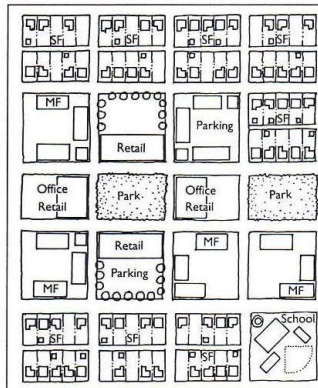 SF
SF
SF
SF
MF
Parking
Retail
SF
Office
Retail
Park
Office
Retail
Park
Retail
MF
MF
Parking
MF
SF
SF
SF
School